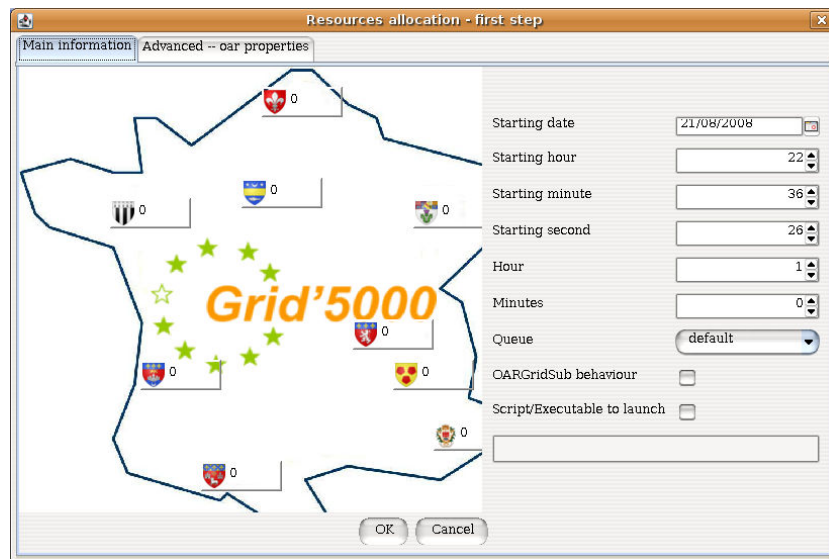 Resources allocation - first step
Main information
Advanced -- oar properties
0
0
0
0
Grid'5000
0
0
0
0
0
Starting date 21/08/2008
Starting hour 22
Starting minute 36
Starting second 26
Hour 1
Minutes 0
Queue default
OARGridSub behaviour
Script/Executable to launch
OK
Cancel